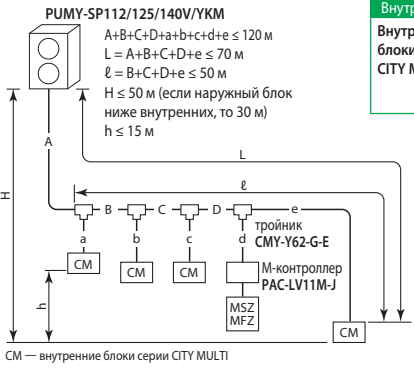 PUMY-SP112/125/140V/YKM
A+B+C+D+a+b+c+d+e ≤ 120 м
L = A+B+C+D+e ≤ 70 м
ℓ = B+C+D+e ≤ 50 м
H ≤ 50 м (если наружный блок
ниже внутренних, то 30 м)
h ≤ 15 м
Внутр
Внутр
блоки
CITY M
A
L
H
ℓ
B
C
D
e
тройник
CMY-Y62-G-E
a
b
c
d
CM
CM
CM
М-контроллер
PAC-LV11M-J
h
MSZ
MFZ
CM
CM — внутренние блоки серии CITY MULTI